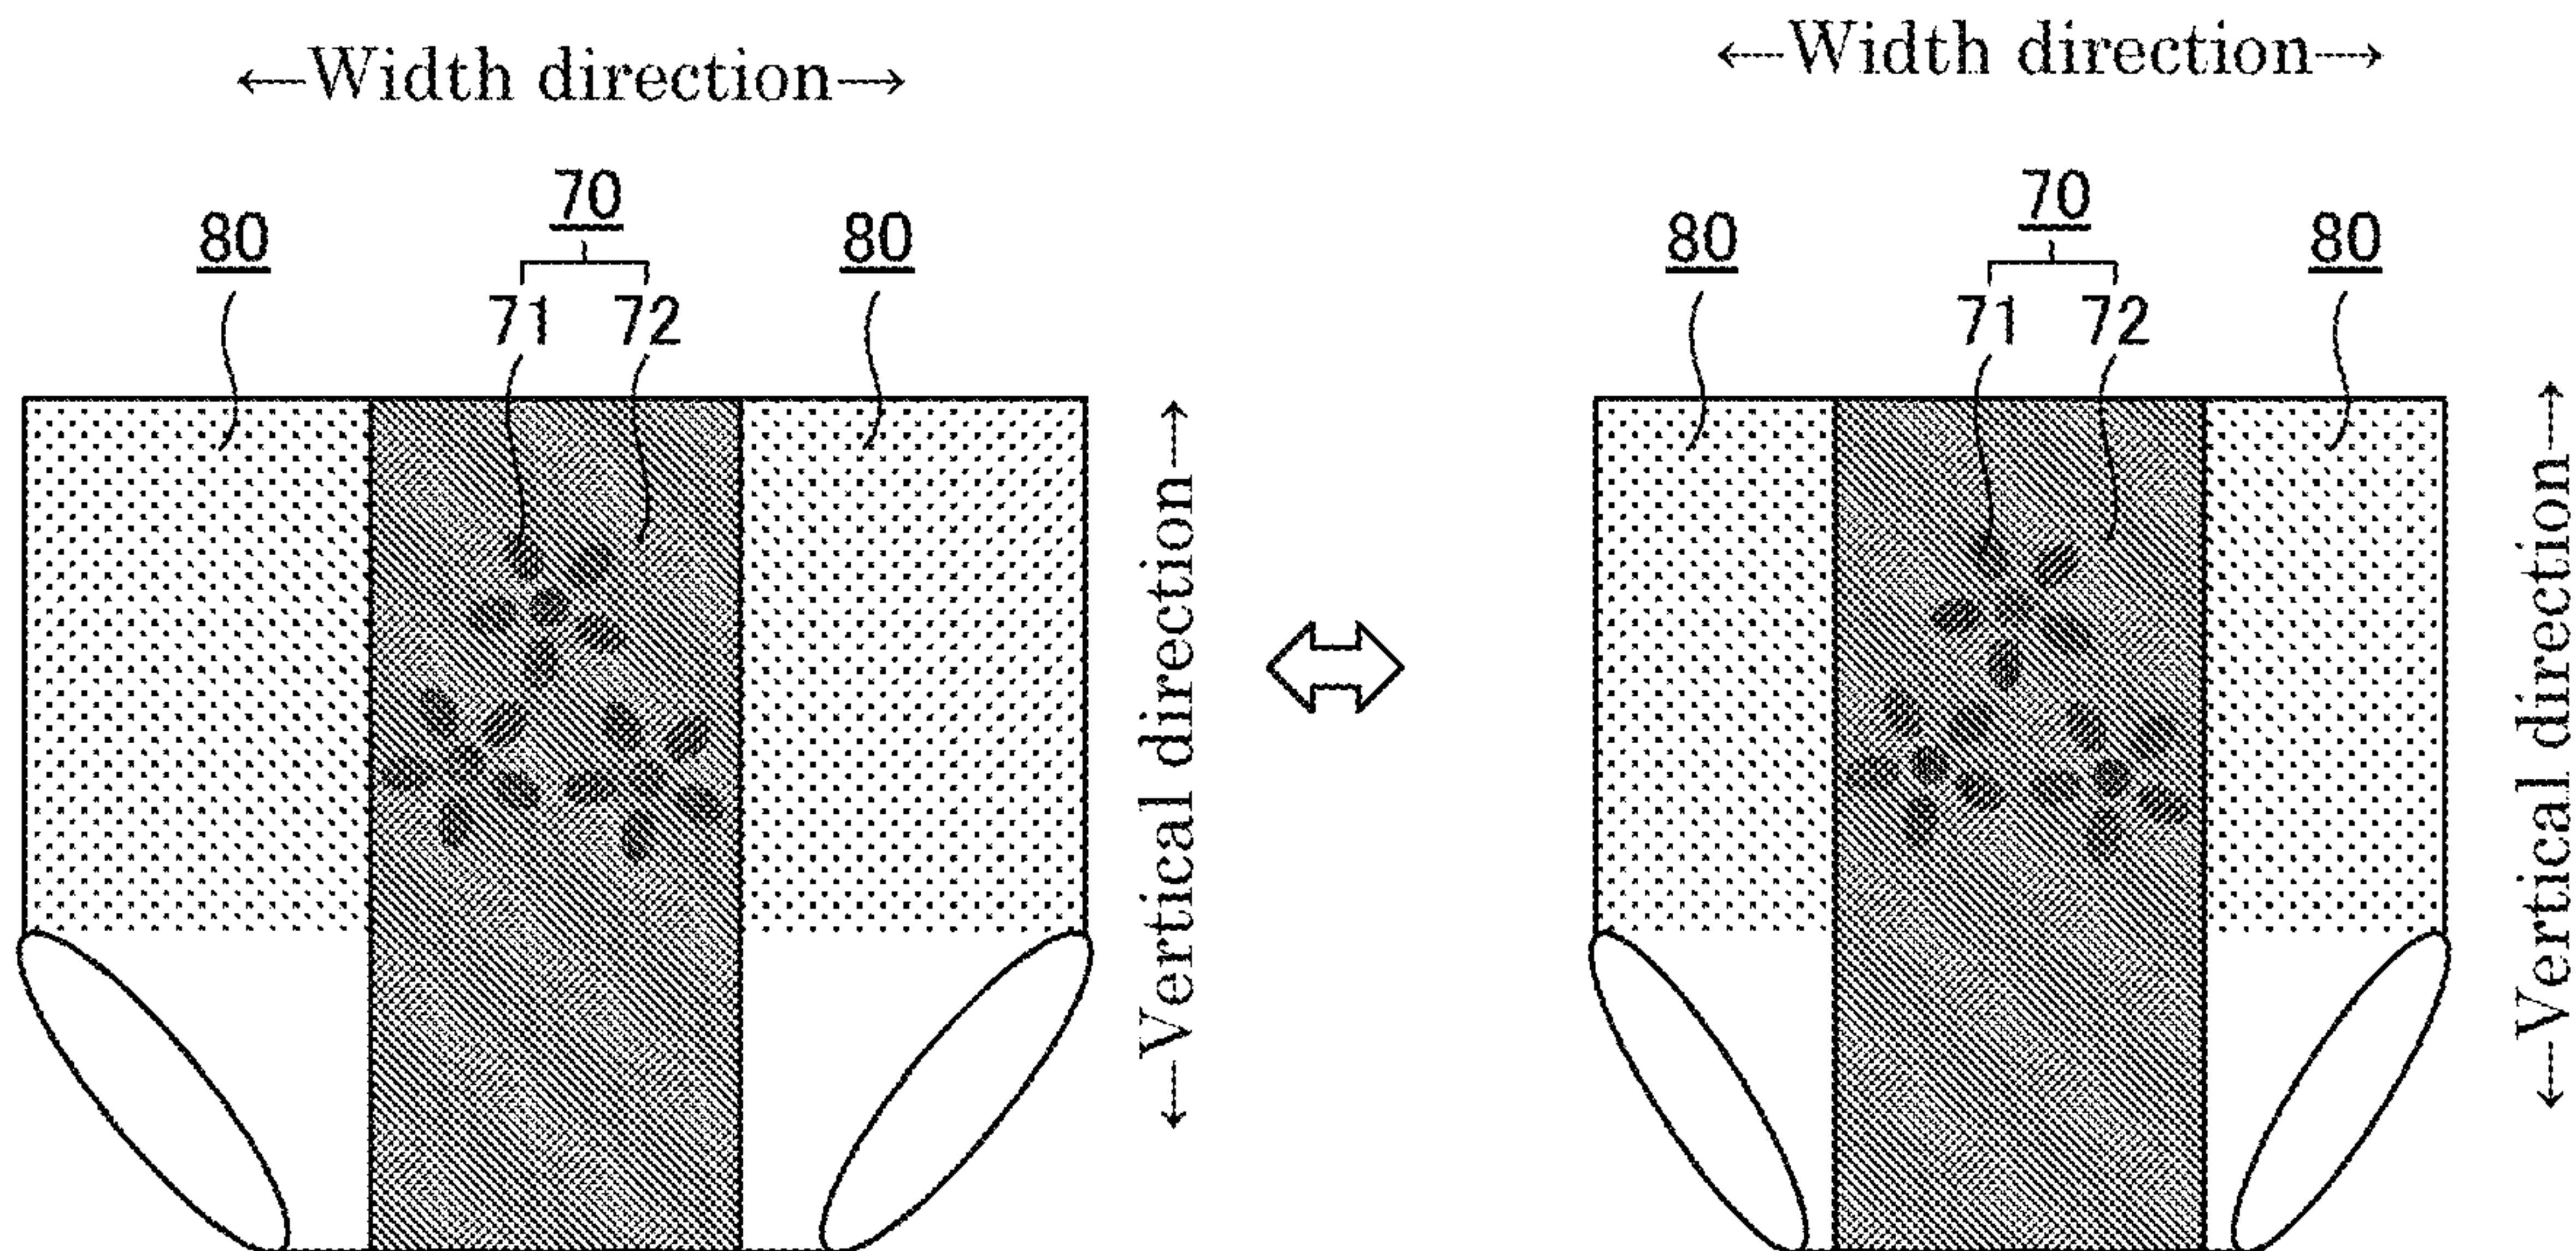 ←Width direction→
70
80
80
71 72
←Vertical direction→
←Width direction→
70
80
80
71 72
←Vertical direction→